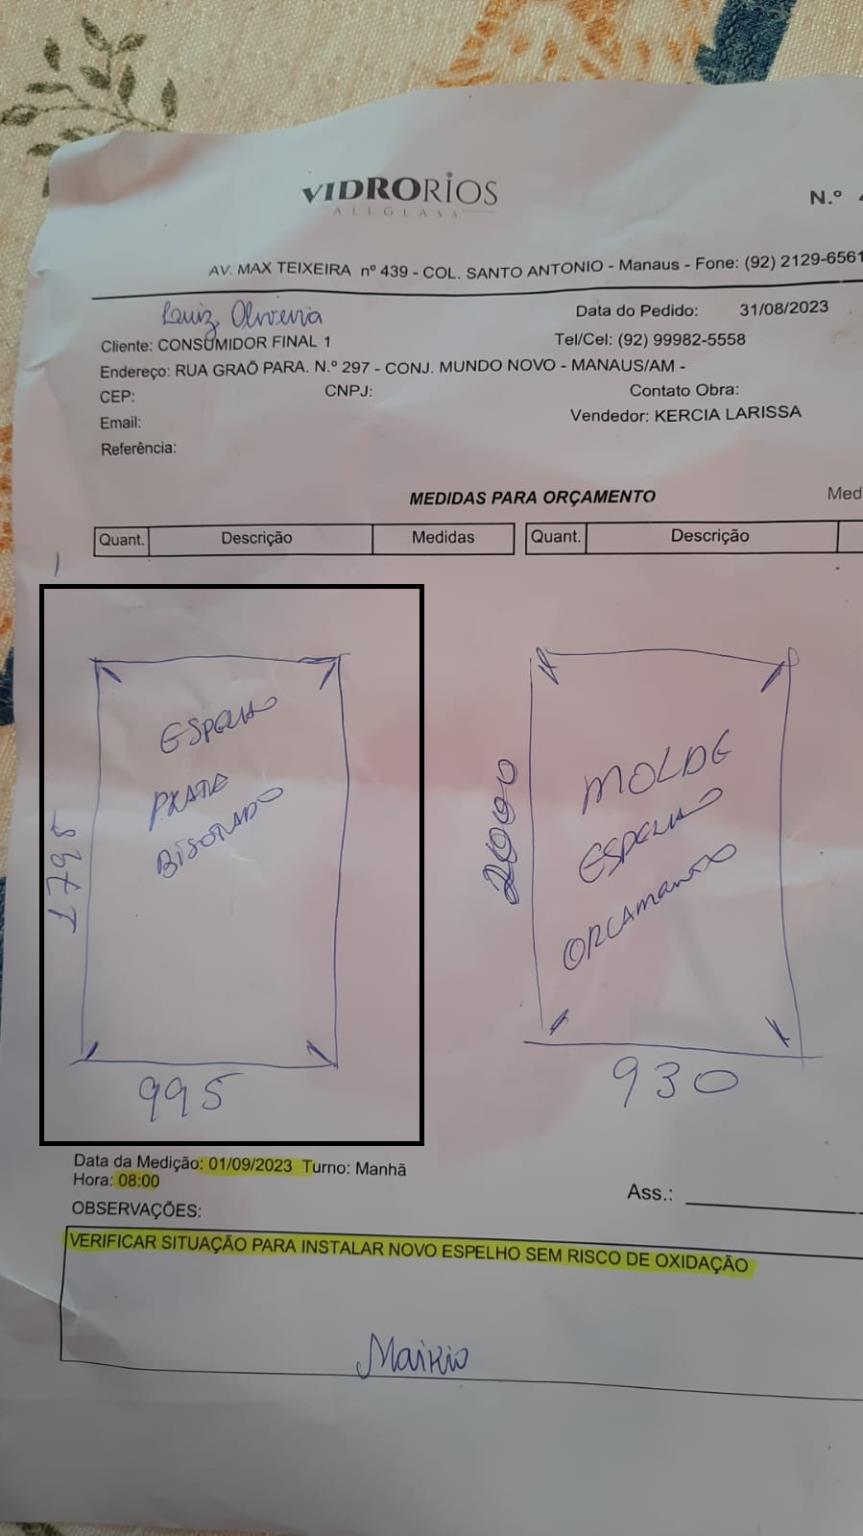 VIDRORIOS
ALLGLASS
N.º
AV. MAX TEIXEIRA nº 439 - COL. SANTO ANTONIO - Manaus - Fone: (92) 2129-6561
Luiz Oliveira
Data do Pedido: 31/08/2023
Cliente: CONSUMIDOR FINAL 1
Tel/Cel: (92) 99982-5558
Endereço: RUA GRAÕ PARA. N.º 297 - CONJ. MUNDO NOVO - MANAUS/AM -
CEP: CNPJ: Contato Obra:
Email: Vendedor: KERCIA LARISSA
Referência:
MEDIDAS PARA ORÇAMENTO Med
Quant. Descrição Medidas Quant. Descrição
ESPELHO
PRATA
BISOTADO
1798
995
MOLDE
ESPELHO
ORCAMENTO
2000
930
Data da Medição: 01/09/2023 Turno: Manhã
Hora: 08:00
Ass.:
OBSERVAÇÕES:
VERIFICAR SITUAÇÃO PARA INSTALAR NOVO ESPELHO SEM RISCO DE OXIDAÇÃO